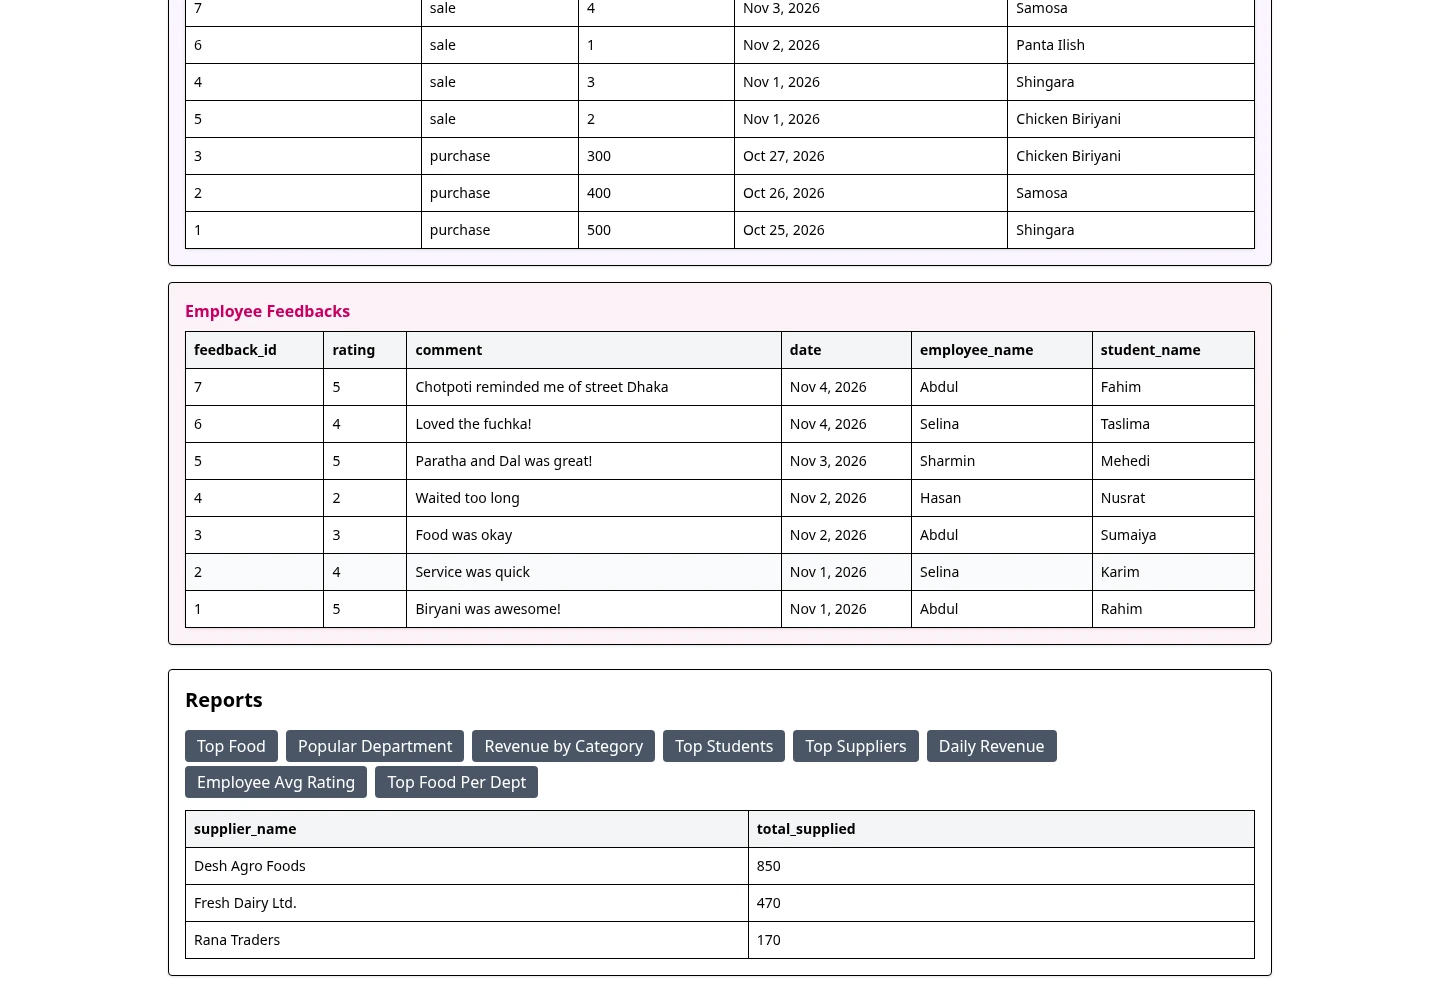 7 sale 4 Nov 3, 2026 Samosa
6 sale 1 Nov 2, 2026 Panta Ilish
4 sale 3 Nov 1, 2026 Shingara
5 sale 2 Nov 1, 2026 Chicken Biriyani
3 purchase 300 Oct 27, 2026 Chicken Biriyani
2 purchase 400 Oct 26, 2026 Samosa
1 purchase 500 Oct 25, 2026 Shingara
Employee Feedbacks
feedback_id rating comment date employee_name student_name
7 5 Chotpoti reminded me of street Dhaka Nov 4, 2026 Abdul Fahim
6 4 Loved the fuchka! Nov 4, 2026 Selina Taslima
5 5 Paratha and Dal was great! Nov 3, 2026 Sharmin Mehedi
4 2 Waited too long Nov 2, 2026 Hasan Nusrat
3 3 Food was okay Nov 2, 2026 Abdul Sumaiya
2 4 Service was quick Nov 1, 2026 Selina Karim
1 5 Biryani was awesome! Nov 1, 2026 Abdul Rahim
Reports
Top Food Popular Department Revenue by Category Top Students Top Suppliers Daily Revenue
Employee Avg Rating Top Food Per Dept
supplier_name total_supplied
Desh Agro Foods 850
Fresh Dairy Ltd. 470
Rana Traders 170